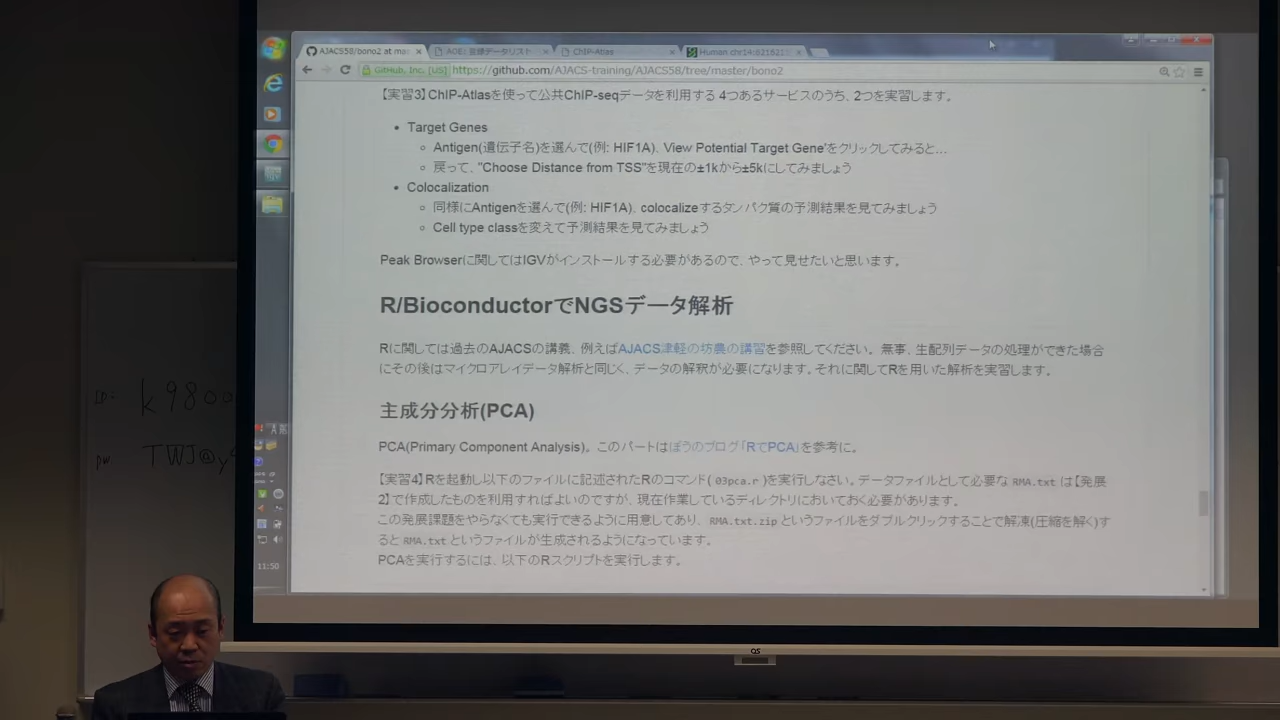 AJACS58/bono2 at mas
AOE: 登録データリスト
ChIP-Atlas
Human chr14:621621
GitHub, Inc. [US] https://github.com/AJACS-training/AJACS58/tree/master/bono2
【実習3】ChIP-Atlasを使って公共ChIP-seqデータを利用する 4つあるサービスのうち、2つを実習します。
Target Genes
Antigen(遺伝子名)を選んで(例: HIF1A)、View Potential Target Gene'をクリックしてみると...
戻って、"Choose Distance from TSS"を現在の±1kから±5kにしてみましょう
Colocalization
同様にAntigenを選んで(例: HIF1A)、colocalizeするタンパク質の予測結果を見てみましょう
Cell type classを変えて予測結果を見てみましょう
Peak Browserに関してはIGVがインストールする必要があるので、やって見せたいと思います。
R/BioconductorでNGSデータ解析
Rに関しては過去のAJACSの講義、例えばAJACS津軽の坊農の講習を参照してください。 無事、生配列データの処理ができた場合
にその後はマイクロアレイデータ解析と同じく、データの解釈が必要になります。それに関してRを用いた解析を実習します。
主成分分析(PCA)
PCA(Primary Component Analysis)。このパートはぼうのブログ「RでPCA」を参考に。
【実習4】Rを起動し以下のファイルに記述されたRのコマンド( 03pca.r )を実行しなさい。データファイルとして必要な RMA.txt は【発展
2】で作成したものを利用すればよいのですが、現在作業しているディレクトリにおいておく必要があります。
この発展課題をやらなくても実行できるように用意してあり、 RMA.txt.zip というファイルをダブルクリックすることで解凍(圧縮を解く)す
ると RMA.txt というファイルが生成されるようになっています。
PCAを実行するには、以下のRスクリプトを実行します。
11:50
ID: k9800
pw: TWJ@y
OS